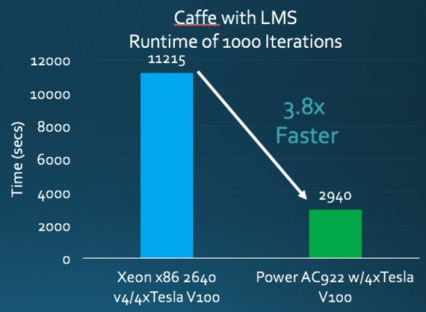 Caffe with LMS
Runtime of 1000 Iterations
12000
10000
8000
6000
4000
2000
0
Time (secs)
11215
3.8x
Faster
2940
Xeon x86 2640
v4/4xTesla V100
Power AC922 w/4xTesla
V100